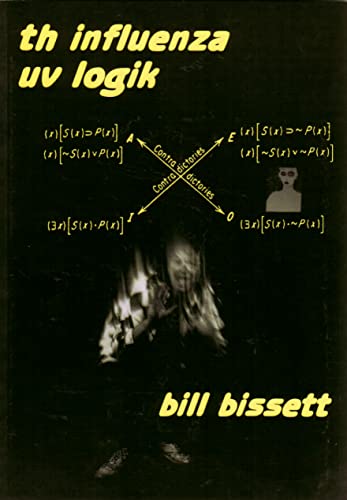 th influenza
uv logik
(x)[S(x)⊃P(x)] A E (x)[S(x)⊃~P(x)]
(x)[~S(x)∨P(x)] (x)[~S(x)∨~P(x)]
Contradictories
Contradictories
(∃x)[S(x)·P(x)] I O (∃x)[S(x)·~P(x)]
bill bissett